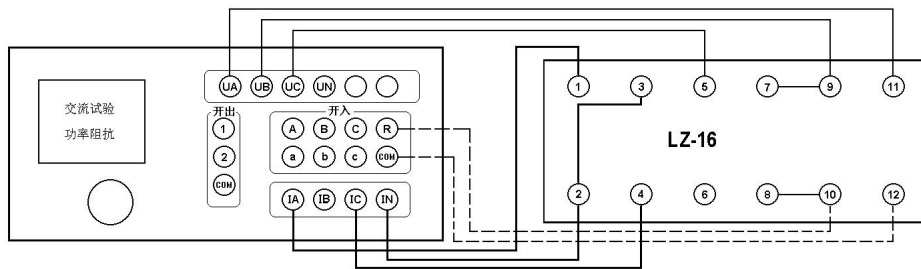 UA UB UC UN
交流试验
功率阻抗
开出
1
2
COM
开入
A B C R
a b c COM
IA IB IC IN
1 3 5 7 9 11
LZ-16
2 4 6 8 10 12